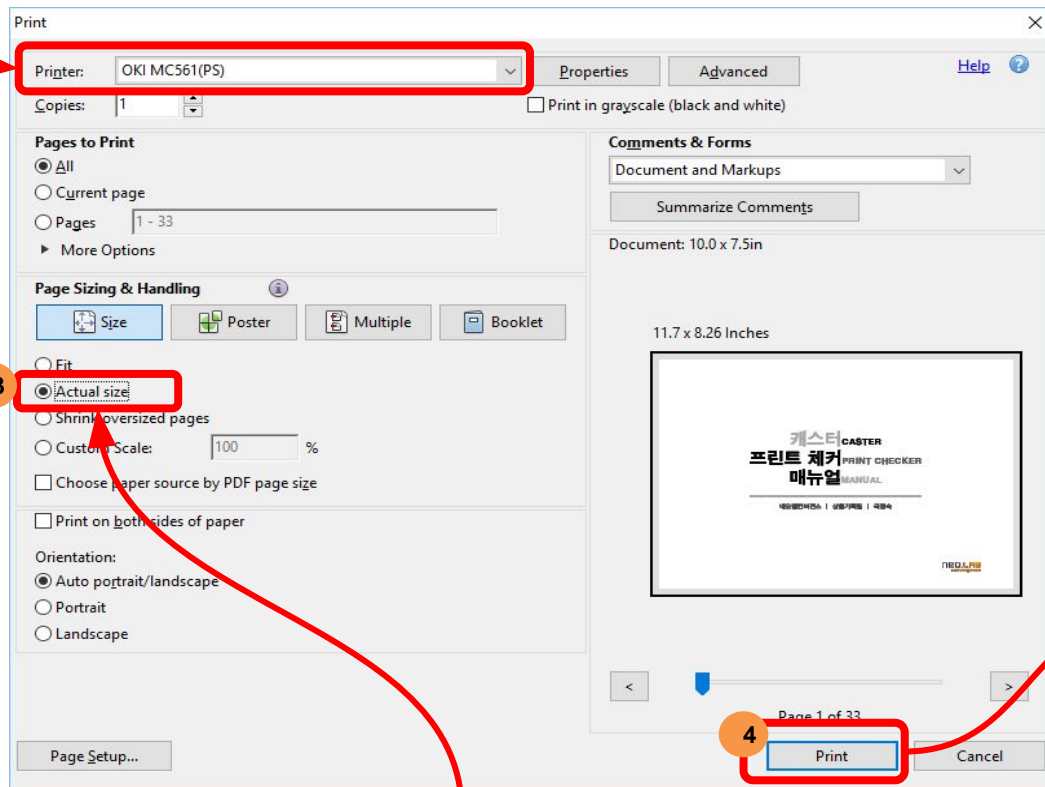 Print
Printer: OKI MC561(PS) Properties Advanced Help
Copies: 1 Print in grayscale (black and white)
Pages to Print
All
Current page
Pages 1 - 33
More Options
Comments & Forms
Document and Markups
Summarize Comments
Document: 10.0 x 7.5in
Page Sizing & Handling
Size Poster Multiple Booklet
Fit
3 Actual size
Shrink oversized pages
Custom Scale: 100 %
Choose paper source by PDF page size
Print on both sides of paper
Orientation:
Auto portrait/landscape
Portrait
Landscape
11.7 x 8.26 Inches
캐스터 CASTER
프린트 체커 PRINT CHECKER
매뉴얼 MANUAL
NEO LAB
< >
Page 1 of 33
4
Page Setup... Print Cancel